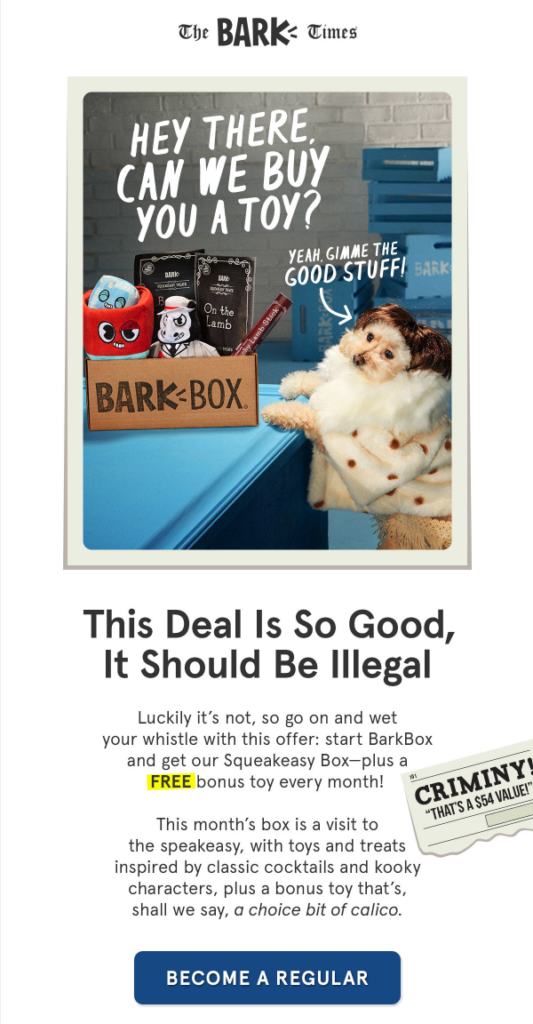 The BARK Times
HEY THERE,
CAN WE BUY
YOU A TOY?
YEAH, GIMME THE
GOOD STUFF!
BARK
BARK
BARK
On the
Lamb
Lamb Stick
BARK BOX
This Deal Is So Good,
It Should Be Illegal
Luckily it’s not, so go on and wet
your whistle with this offer: start BarkBox
and get our Squeakeasy Box—plus a
FREE bonus toy every month!
CRIMINY!
“THAT’S A $54 VALUE!”
This month’s box is a visit to
the speakeasy, with toys and treats
inspired by classic cocktails and kooky
characters, plus a bonus toy that’s,
shall we say, a choice bit of calico.
BECOME A REGULAR